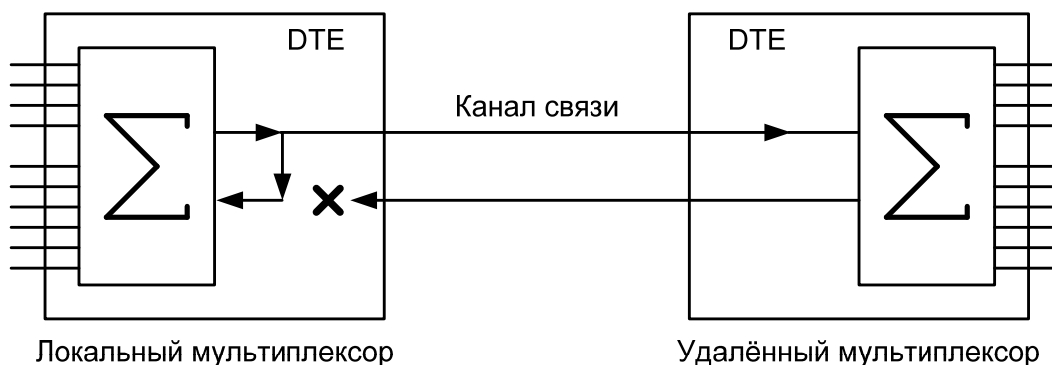 DTE
DTE
Канал связи
Локальный мультиплексор
Удалённый мультиплексор